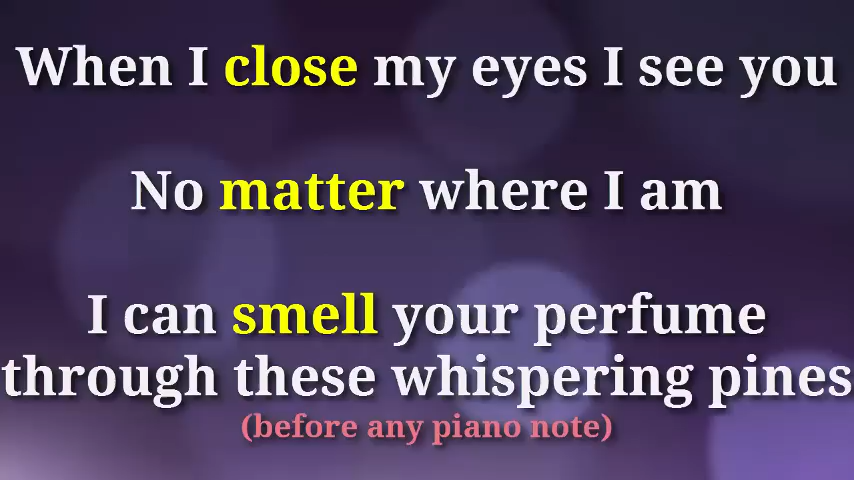 When I close my eyes I see you
No matter where I am
I can smell your perfume
through these whispering pines
(before any piano note)